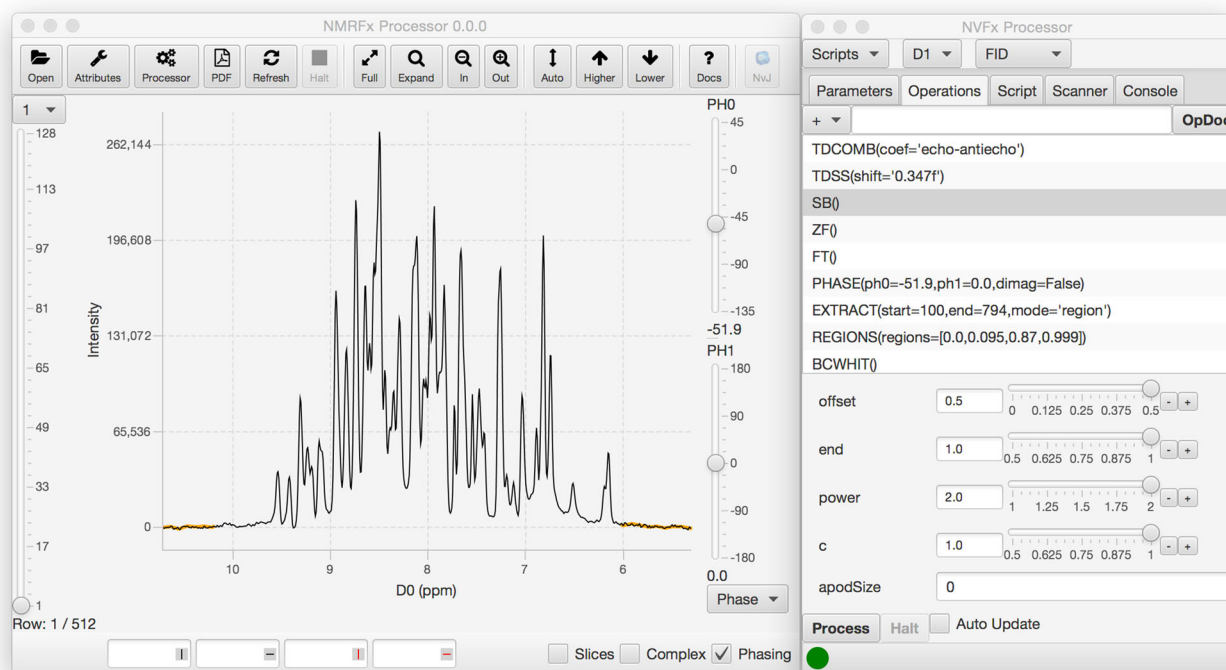 NMRFx Processor 0.0.0
Open Attributes Processor PDF Refresh Halt Full Expand In Out Auto Higher Lower Docs NvJ
1
128
113
97
81
65
49
33
17
1
Row: 1 / 512
Intensity
262,144
196,608
131,072
65,536
0
10 9 8 7 6
D0 (ppm)
PH0
45
0
-45
-90
-135
-51.9
PH1
180
90
0
-90
-180
0.0
Phase
Slices Complex Phasing
NVFx Processor
Scripts D1 FID
Parameters Operations Script Scanner Console
+ OpDoc
TDCOMB(coef='echo-antiecho')
TDSS(shift='0.347f')
SB()
ZF()
FT()
PHASE(ph0=-51.9,ph1=0.0,dimag=False)
EXTRACT(start=100,end=794,mode='region')
REGIONS(regions=[0.0,0.095,0.87,0.999])
BCWHIT()
offset 0.5 - +
0 0.125 0.25 0.375 0.5
end 1.0 - +
0.5 0.625 0.75 0.875 1
power 2.0 - +
1 1.25 1.5 1.75 2
c 1.0 - +
0.5 0.625 0.75 0.875 1
apodSize 0
Process Halt Auto Update